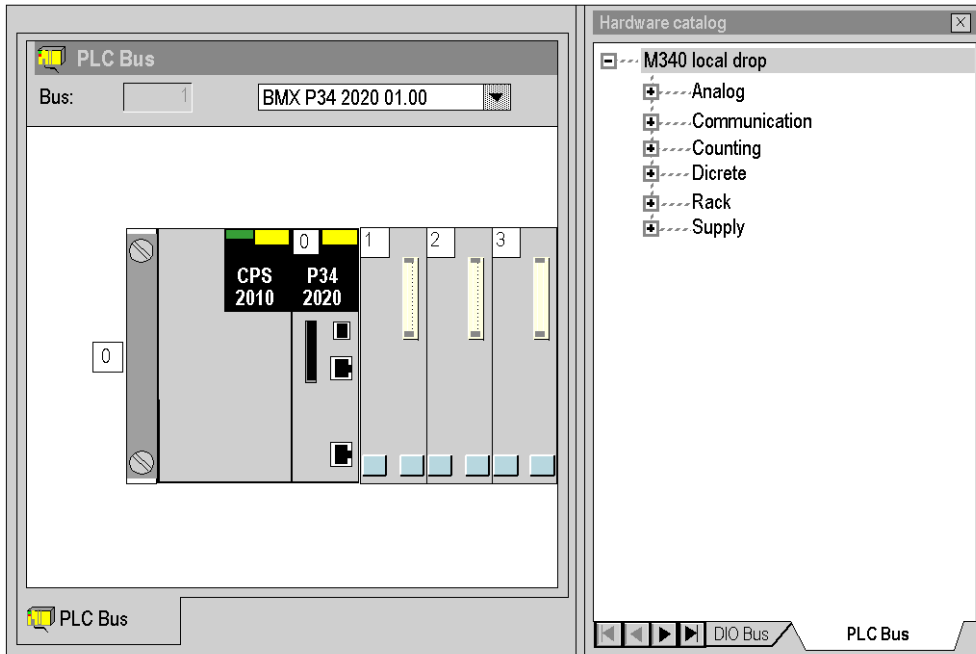 PLC Bus
Bus:
1
BMX P34 2020 01.00
0
1
2
3
CPS
2010
P34
2020
0
PLC Bus
Hardware catalog
M340 local drop
Analog
Communication
Counting
Dicrete
Rack
Supply
DIO Bus
PLC Bus